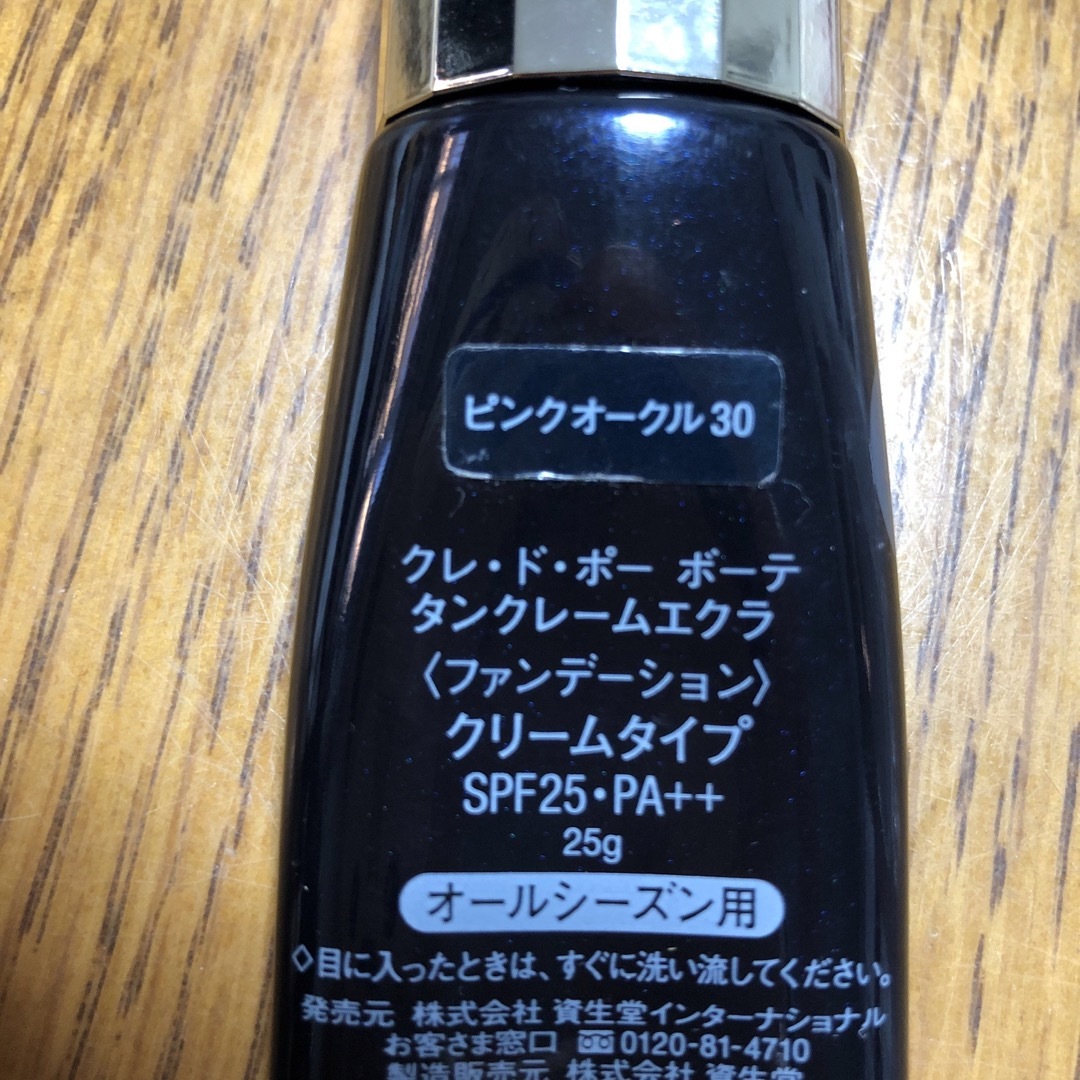 ピンクオークル30
クレ・ド・ポー ボーテ
タンクレームエクラ
〈ファンデーション〉
クリームタイプ
SPF25・PA++
25g
オールシーズン用
◇目に入ったときは、すぐに洗い流してください。
発売元 株式会社 資生堂インターナショナル
お客さま窓口 0120-81-4710
製造販売元 株式会社 資生堂